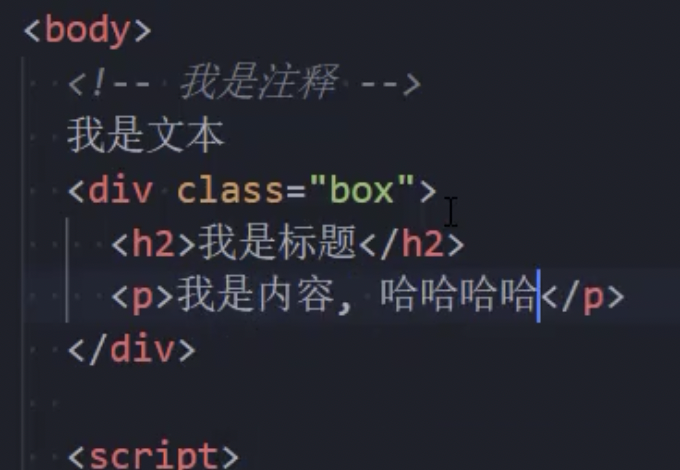 <body>
<!-- 我是注释 -->
我是文本
<div class="box">
<h2>我是标题</h2>
<p>我是内容, 哈哈哈哈</p>
</div>
<script>